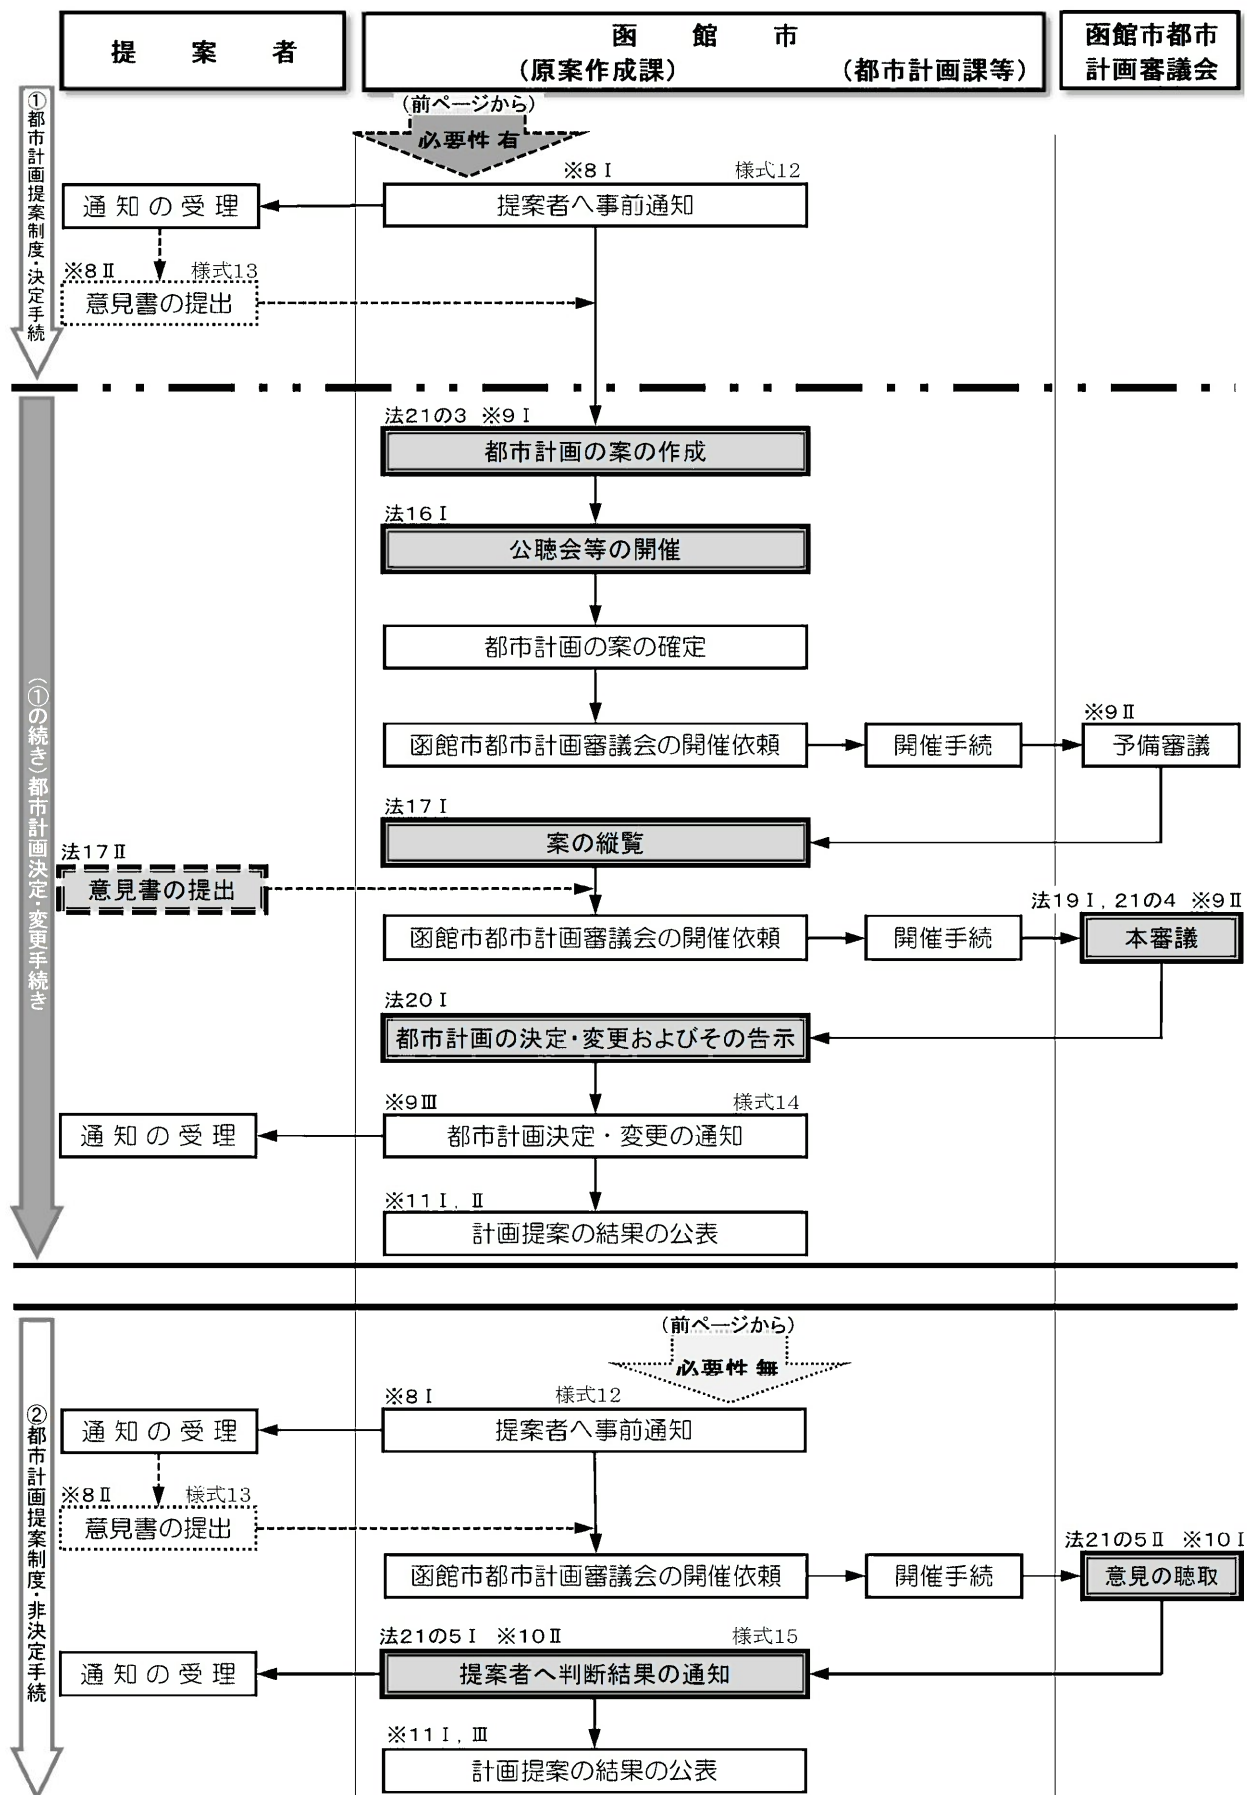 提案者
函館市
(原案作成課) (都市計画課等)
函館市都市
計画審議会
①都市計画提案制度・決定手続
(前ページから)
必要性 有
※8Ⅰ 様式12
通知の受理
提案者へ事前通知
※8Ⅱ 様式13
意見書の提出
(①の続き)都市計画決定・変更手続き
法21の3 ※9Ⅰ
都市計画の案の作成
法16Ⅰ
公聴会等の開催
都市計画の案の確定
※9Ⅱ
函館市都市計画審議会の開催依頼
開催手続
予備審議
法17Ⅰ
案の縦覧
法17Ⅱ
意見書の提出
法19Ⅰ, 21の4 ※9Ⅱ
函館市都市計画審議会の開催依頼
開催手続
本審議
法20Ⅰ
都市計画の決定・変更およびその告示
※9Ⅲ 様式14
通知の受理
都市計画決定・変更の通知
※11Ⅰ, Ⅱ
計画提案の結果の公表
②都市計画提案制度・非決定手続
(前ページから)
必要性 無
※8Ⅰ 様式12
通知の受理
提案者へ事前通知
※8Ⅱ 様式13
意見書の提出
法21の5Ⅱ ※10Ⅰ
函館市都市計画審議会の開催依頼
開催手続
意見の聴取
法21の5Ⅰ ※10Ⅱ 様式15
通知の受理
提案者へ判断結果の通知
※11Ⅰ, Ⅲ
計画提案の結果の公表